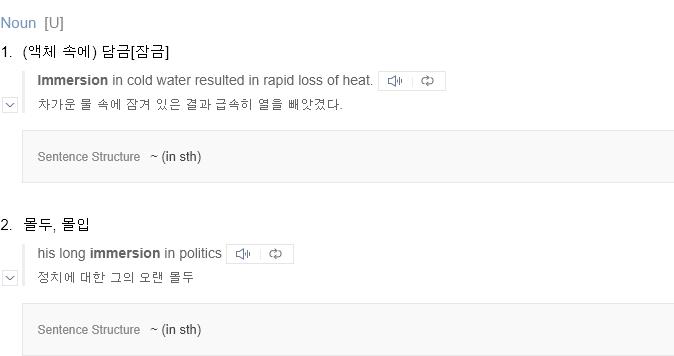 Noun [U]
1. (액체 속에) 담금[잠금]
Immersion in cold water resulted in rapid loss of heat.
차가운 물 속에 잠겨 있은 결과 급속히 열을 빼앗겼다.
Sentence Structure ~ (in sth)
2. 몰두, 몰입
his long immersion in politics
정치에 대한 그의 오랜 몰두
Sentence Structure ~ (in sth)